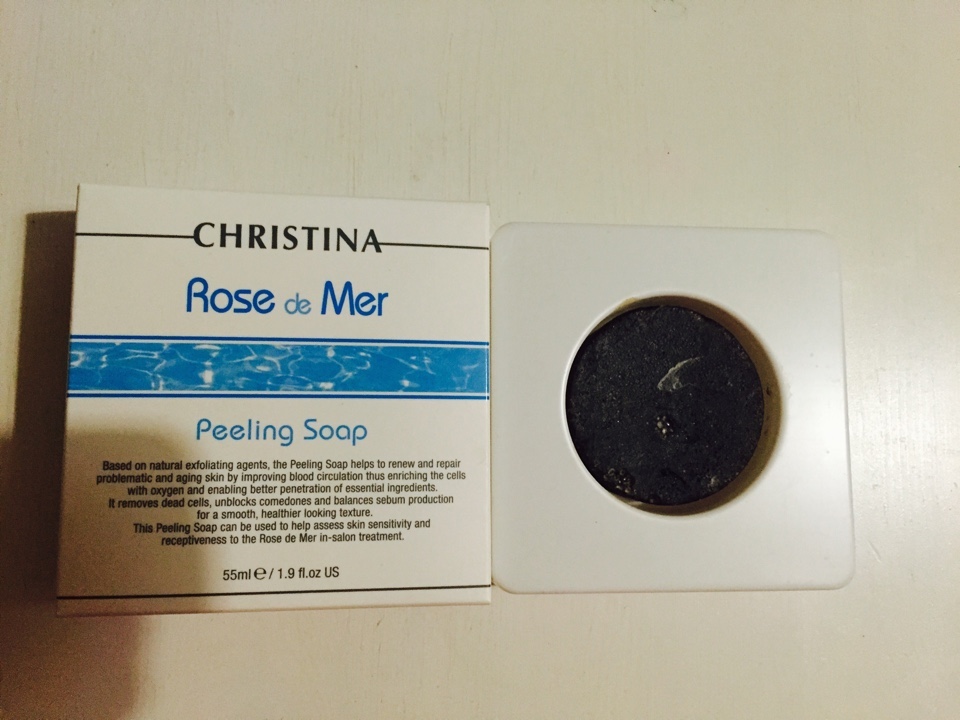 CHRISTINA
Rose de Mer
Peeling Soap
Based on natural exfoliating agents, the Peeling Soap helps to renew and repair
problematic and aging skin by improving blood circulation thus enriching the cells
with oxygen and enabling better penetration of essential ingredients.
It removes dead cells, unblocks comedones and balances sebum production
for a smooth, healthier looking texture.
This Peeling Soap can be used to help assess skin sensitivity and
receptiveness to the Rose de Mer in-salon treatment.
55ml ℮ / 1.9 fl.oz US